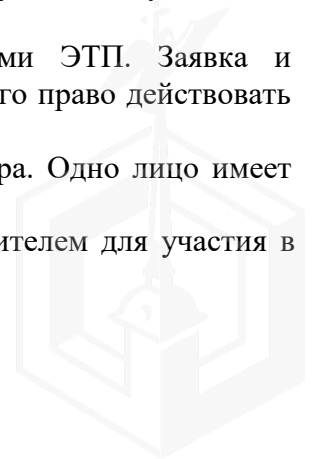 ми ЭТП. Заявка и
го право действовать
ра. Одно лицо имеет
ителем для участия в